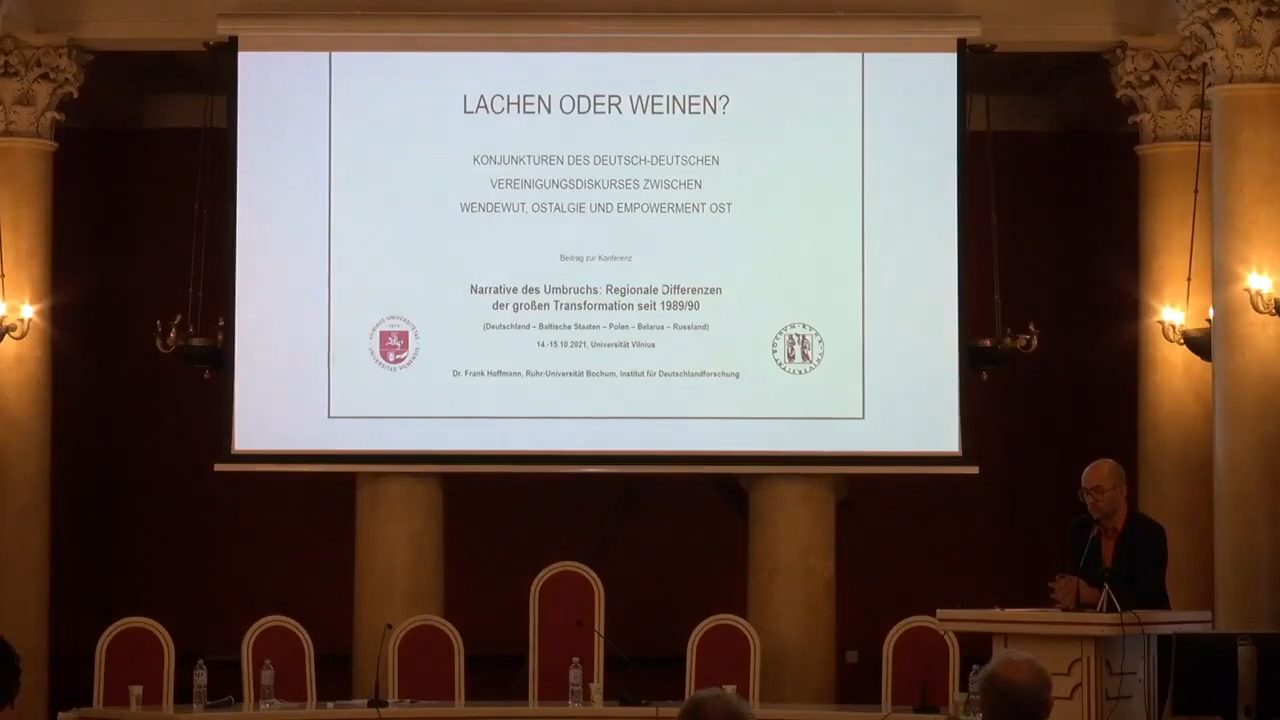 LACHEN ODER WEINEN?
KONJUNKTUREN DES DEUTSCH-DEUTSCHEN
VEREINIGUNGSDISKURSES ZWISCHEN
WENDEWUT, OSTALGIE UND EMPOWERMENT OST
Beitrag zur Konferenz
Narrative des Umbruchs: Regionale Differenzen
der großen Transformation seit 1989/90
(Deutschland – Baltische Staaten – Polen – Belarus – Russland)
14.-15.10.2021, Universität Vilnius
Dr. Frank Hoffmann, Ruhr-Universität Bochum, Institut für Deutschlandforschung